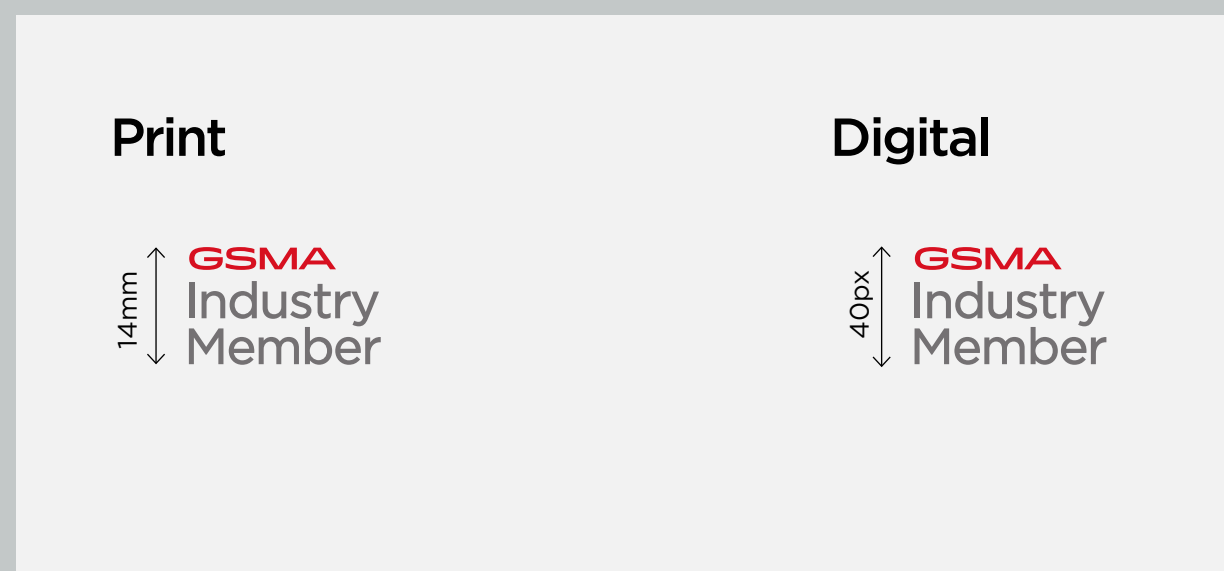 Print
14mm
GSMA
Industry
Member
Digital
40px
GSMA
Industry
Member